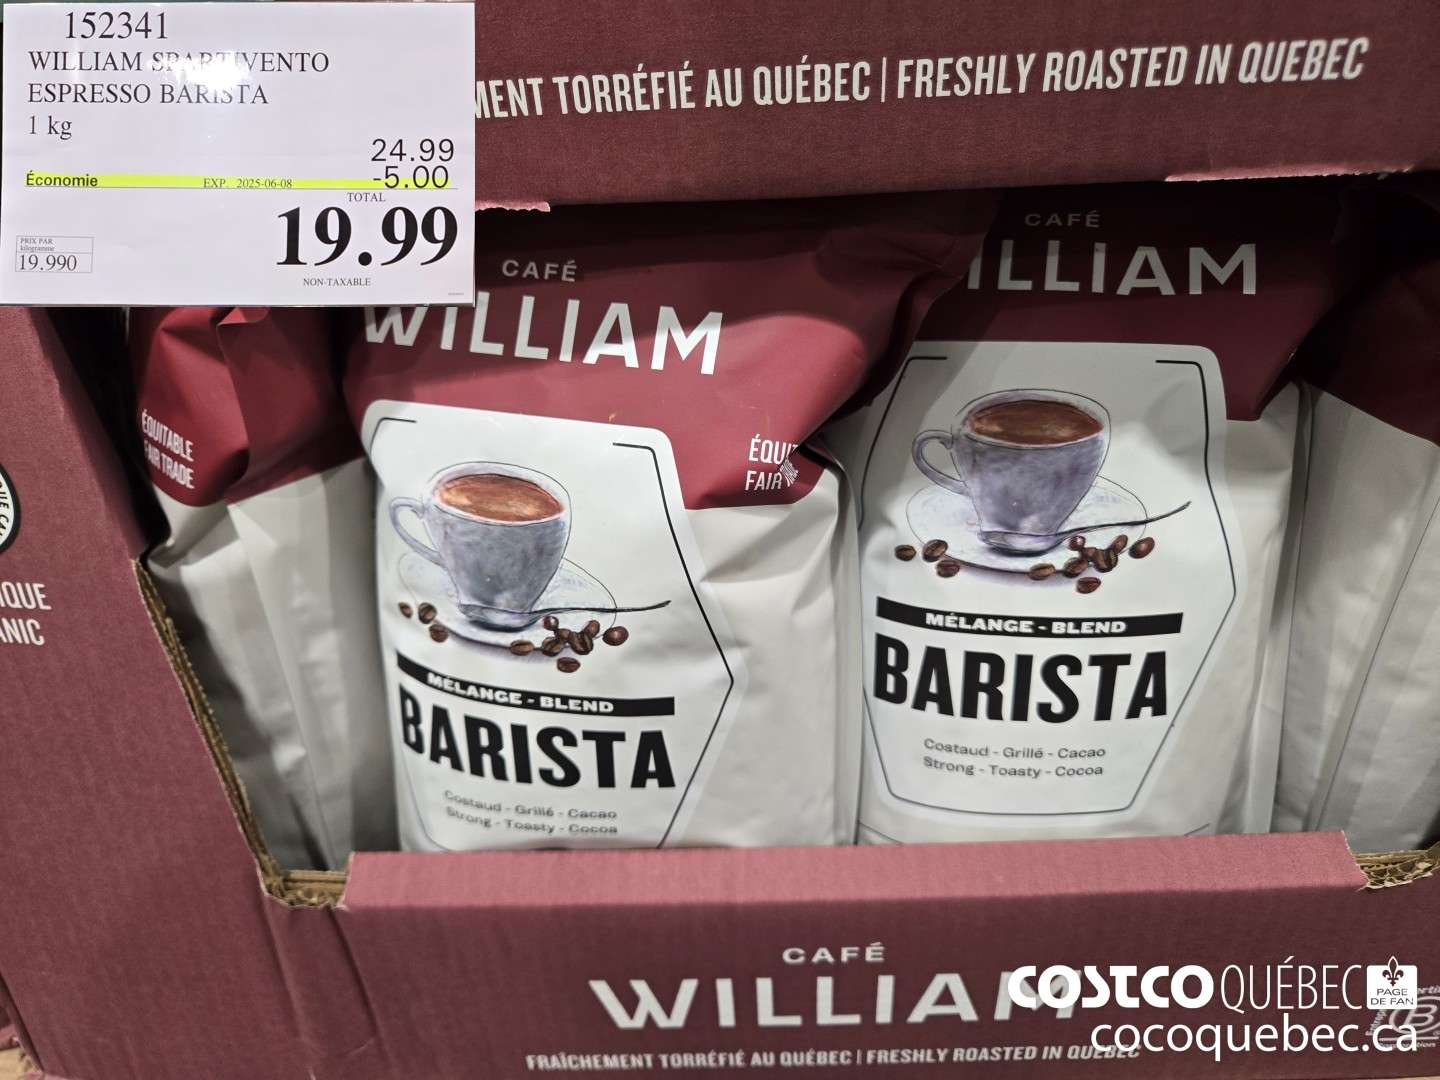 152341
WILLIAM SPARTIVENTO
ESPRESSO BARISTA
1 kg
24.99
Économie EXP. 2025-06-08 -5.00
TOTAL
19.99
PRIX PAR
kilogramme
19.990
NON-TAXABLE
MENT TORRÉFIÉ AU QUÉBEC | FRESHLY ROASTED IN QUEBEC
CAFÉ
WILLIAM
ÉQUITABLE
FAIR TRADE
ÉQUIT
FAIR
MÉLANGE - BLEND
BARISTA
Costaud - Grillé - Cacao
Strong - Toasty - Cocoa
CAFÉ
ILLIAM
MÉLANGE - BLEND
BARISTA
Costaud - Grillé - Cacao
Strong - Toasty - Cocoa
IQUE
ANIC
CAFÉ
WILLIAM
FRAÎCHEMENT TORRÉFIÉ AU QUÉBEC | FRESHLY ROASTED IN QUEBEC
COSTCO QUÉBEC PAGE DE FAN
cocoquebec.ca